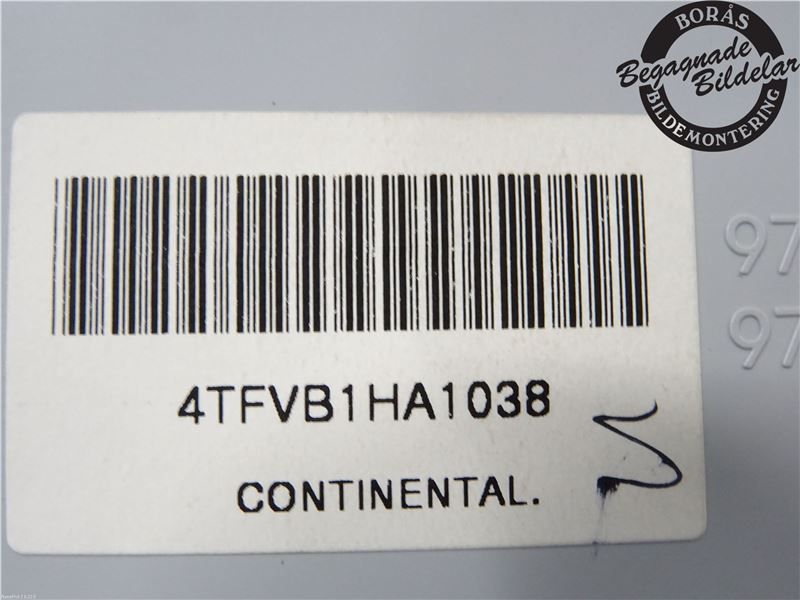 BORÅS
Begagnade
Bildelar
BILDEMONTERING
97
97
4TFVB1HA1038
CONTINENTAL.